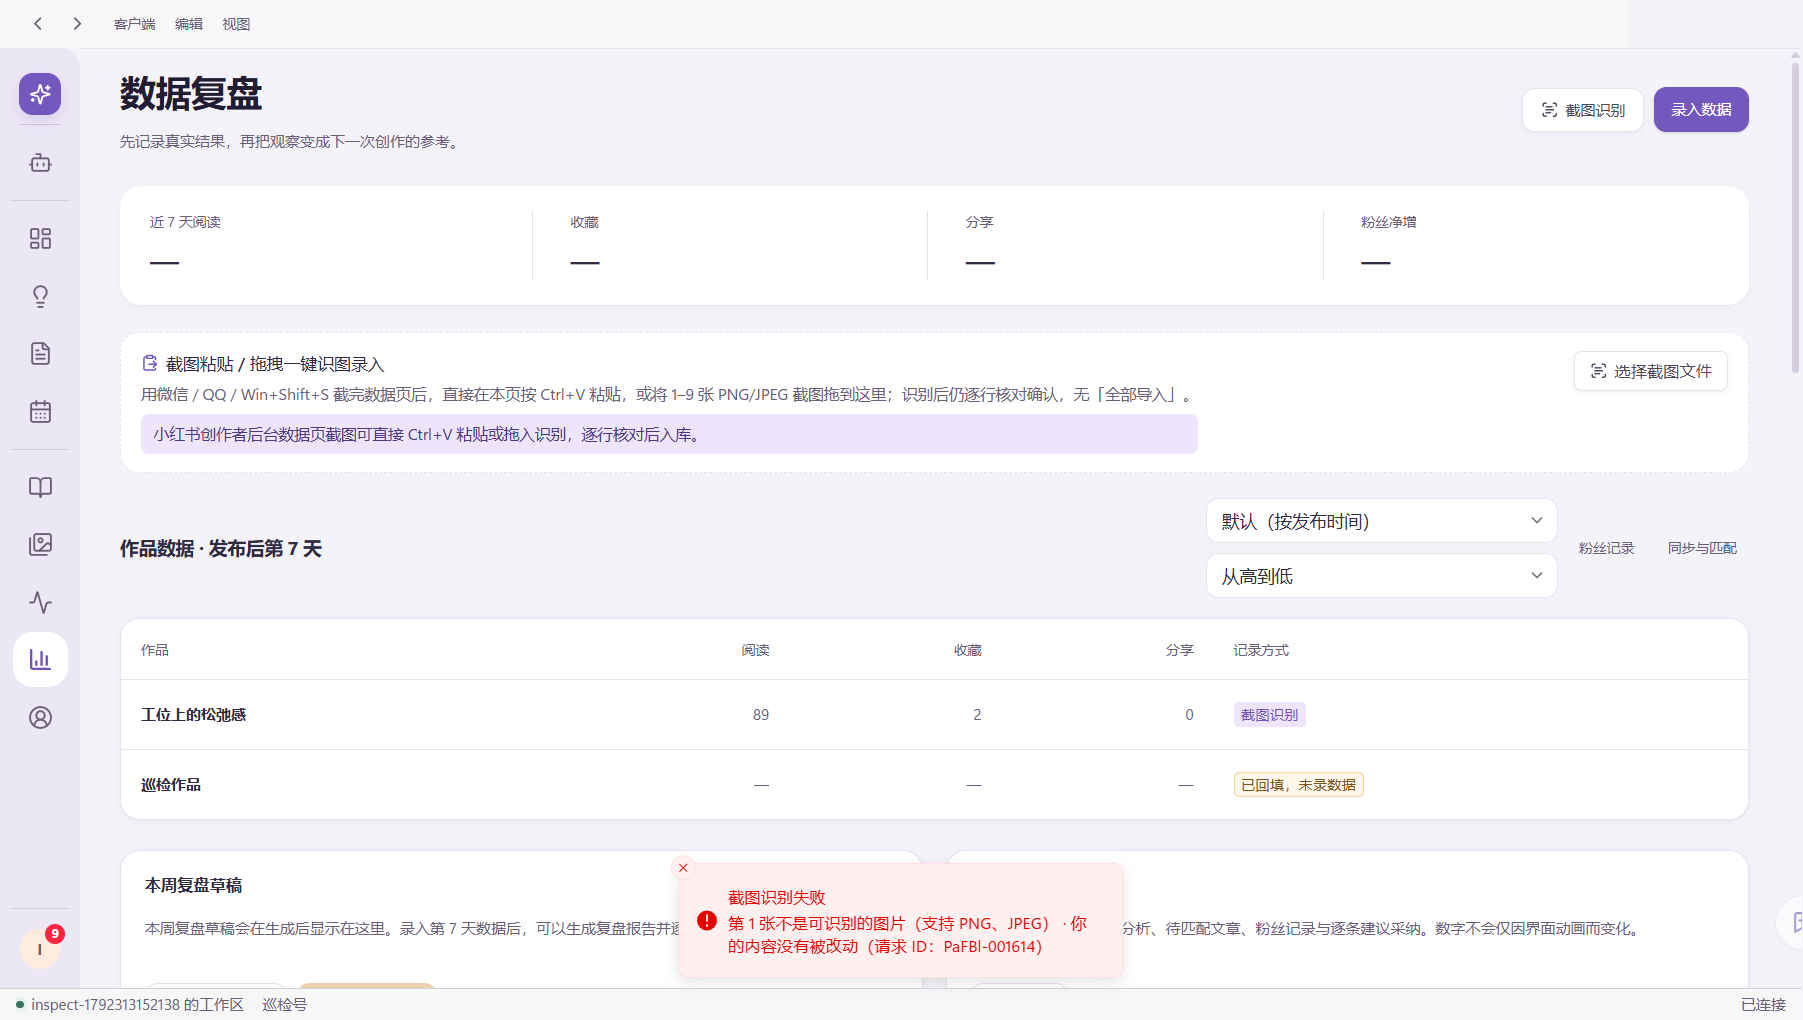 客户端 编辑 视图
数据复盘
先记录真实结果，再把观察变成下一次创作的参考。
截图识别
录入数据
近 7 天阅读
—
收藏
—
分享
—
粉丝净增
—
截图粘贴 / 拖拽一键识图录入
用微信 / QQ / Win+Shift+S 截完数据页后，直接在本页按 Ctrl+V 粘贴，或将 1–9 张 PNG/JPEG 截图拖到这里；识别后仍逐行核对确认，无「全部导入」。
小红书创作者后台数据页截图可直接 Ctrl+V 粘贴或拖入识别，逐行核对后入库。
选择截图文件
作品数据 · 发布后第 7 天
默认（按发布时间）
从高到低
粉丝记录
同步与匹配
作品 阅读 收藏 分享 记录方式
工位上的松弛感 89 2 0 截图识别
巡检作品 — — — 已回填，未录数据
本周复盘草稿
本周复盘草稿会在生成后显示在这里。录入第 7 天数据后，可以生成复盘报告并
分析、待匹配文章、粉丝记录与逐条建议采纳。数字不会仅因界面动画而变化。
截图识别失败
第 1 张不是可识别的图片（支持 PNG、JPEG） · 你
的内容没有被改动（请求 ID：PaFBl-001614）
9
I
inspect-1792313152138 的工作区 · 巡检号
已连接